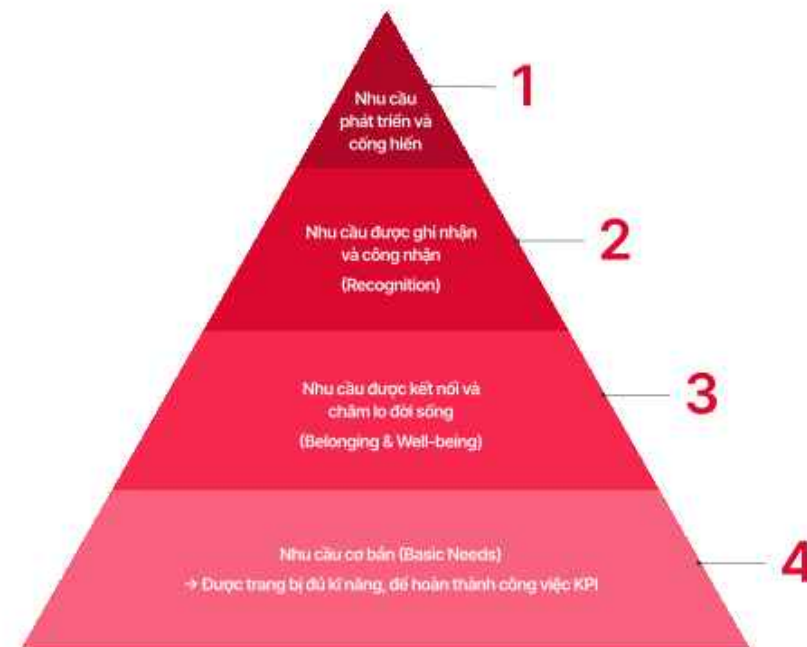 Nhu cầu
phát triển và
cống hiến
1
Nhu cầu được ghi nhận
và công nhận
(Recognition)
2
Nhu cầu được kết nối và
chăm lo đời sống
(Belonging & Well-being)
3
Nhu cầu cơ bản (Basic Needs)
→ Được trang bị đủ kĩ năng, để hoàn thành công việc KPI
4